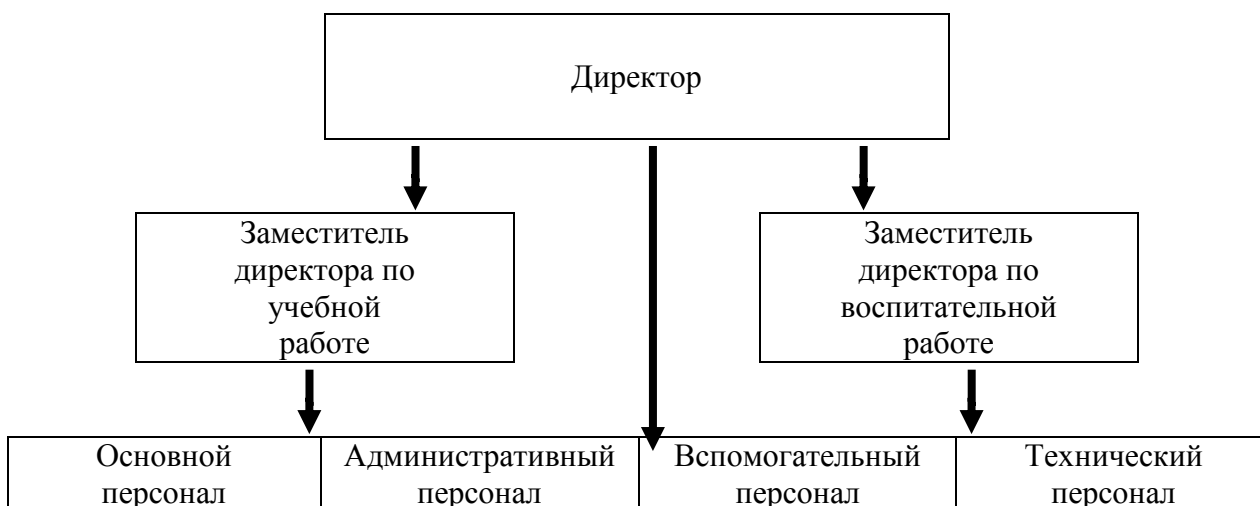 Директор
Заместитель
директора по
учебной
работе
Заместитель
директора по
воспитательной
работе
Основной
персонал
Административный
персонал
Вспомогательный
персонал
Технический
персонал